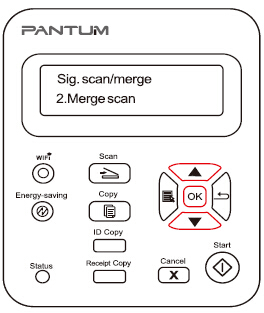 PANTUM
Sig. scan/merge
2.Merge scan
WiFi
Scan
Energy-saving
Copy
OK
ID Copy
Start
Status
Receipt Copy
Cancel
X